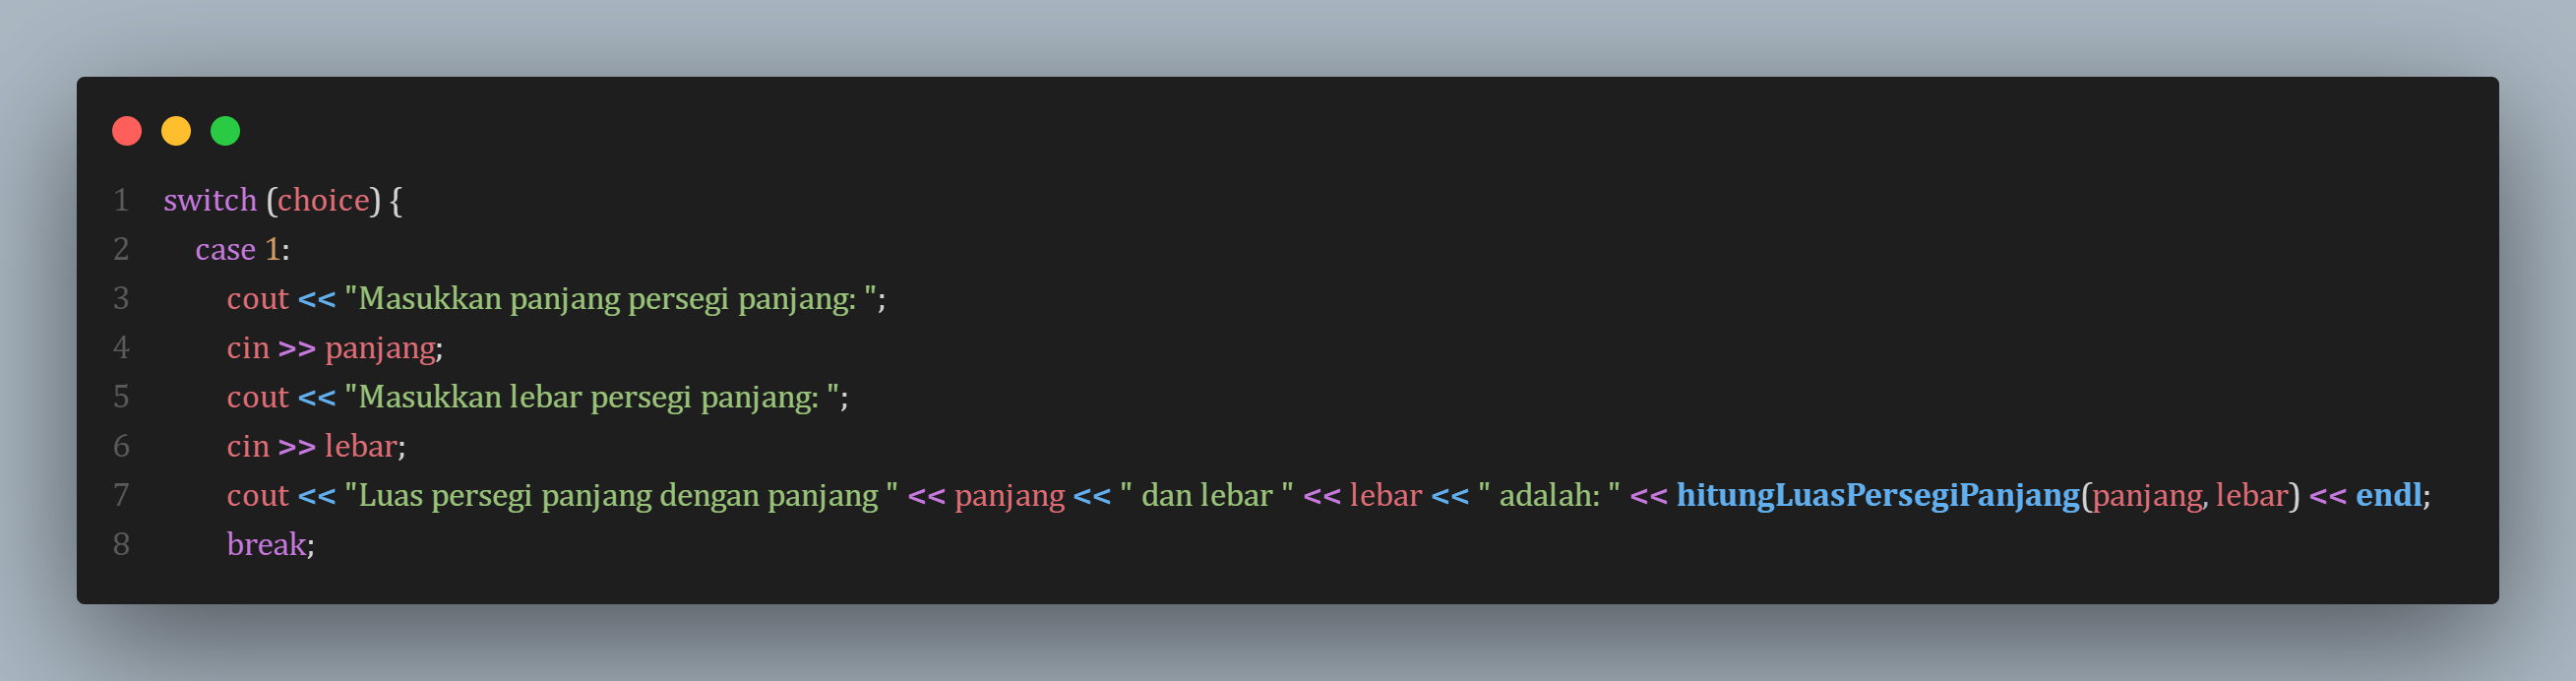 1 switch (choice) {
2 case 1:
3 cout << "Masukkan panjang persegi panjang: ";
4 cin >> panjang;
5 cout << "Masukkan lebar persegi panjang: ";
6 cin >> lebar;
7 cout << "Luas persegi panjang dengan panjang " << panjang << " dan lebar " << lebar << " adalah: " << hitungLuasPersegiPanjang(panjang, lebar) << endl;
8 break;